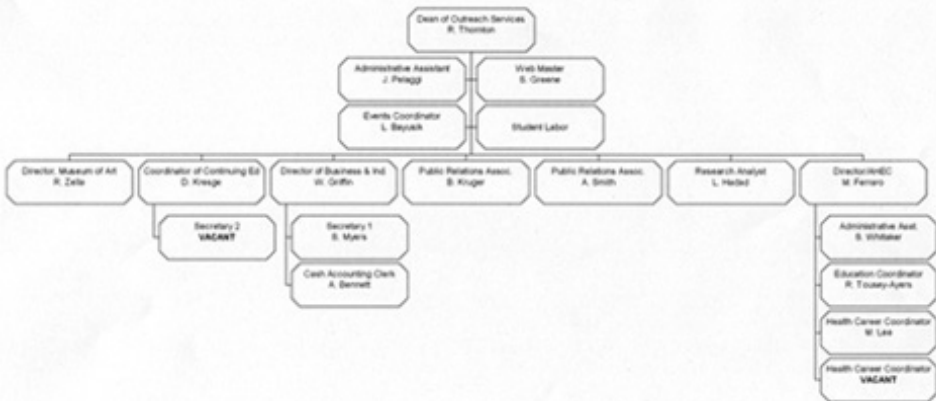 Dean of Outreach Services
R. Thornton
Administrative Assistant
J. Pelaggi
Web Master
S. Greene
Events Coordinator
L. Bayusik
Student Labor
Director, Museum of Art
R. Zelle
Coordinator of Continuing Ed
D. Kresge
Director of Business & Ind.
W. Griffin
Public Relations Assoc.
B. Kruger
Public Relations Assoc.
A. Smith
Research Analyst
L.
Director/AHEC
M. Ferraro
Secretary 2
VACANT
Secretary 1
B. Myers
Cash Accounting Clerk
A. Bennett
Administrative Asst.
B. Whitaker
Education Coordinator
R. Tousey-Ayers
Health Career Coordinator
M. Lea
Health Career Coordinator
VACANT